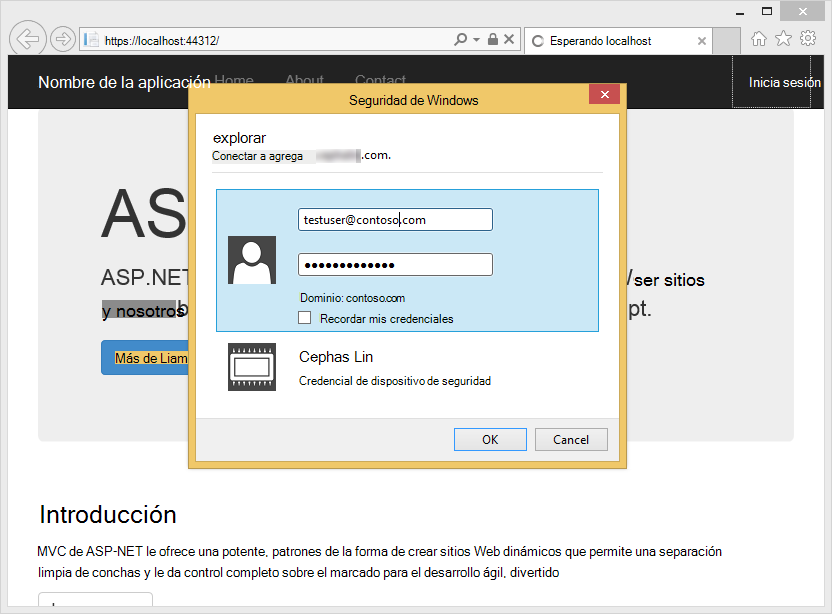 https://localhost:44312/
Esperando localhost
Nombre de la aplicación Home About Contact Inicia sesión
Seguridad de Windows
explorar
Conectar a agrega .com.
AS
testuser@contoso.com
ASP.NET
/ser sitios
•••••••••••••
y nosotros
pt.
Dominio: contoso.com
Recordar mis credenciales
Más de Liam
Cephas Lin
Credencial de dispositivo de seguridad
OK Cancel
Introducción
MVC de ASP-NET le ofrece una potente, patrones de la forma de crear sitios Web dinámicos que permite una separación
limpia de conchas y le da control completo sobre el marcado para el desarrollo ágil, divertido